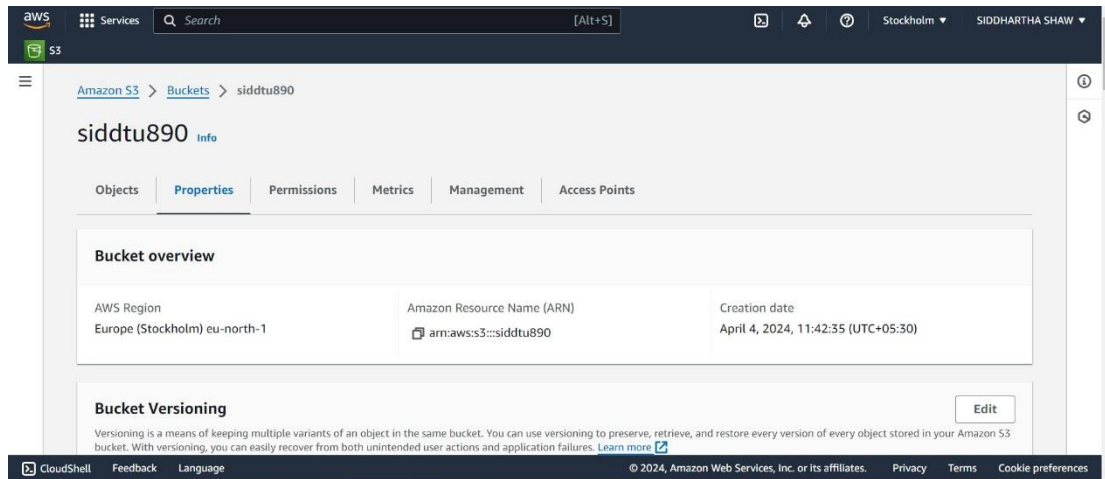 aws Services Search [Alt+S] Stockholm ▼ SIDDHARTHA SHAW ▼
S3
Amazon S3 > Buckets > siddtu890
siddtu890 Info
Objects Properties Permissions Metrics Management Access Points
Bucket overview
AWS Region Amazon Resource Name (ARN) Creation date
Europe (Stockholm) eu-north-1 arn:aws:s3:::siddtu890 April 4, 2024, 11:42:35 (UTC+05:30)
Bucket Versioning Edit
Versioning is a means of keeping multiple variants of an object in the same bucket. You can use versioning to preserve, retrieve, and restore every version of every object stored in your Amazon S3
bucket. With versioning, you can easily recover from both unintended user actions and application failures. Learn more
CloudShell Feedback Language © 2024, Amazon Web Services, Inc. or its affiliates. Privacy Terms Cookie preferences